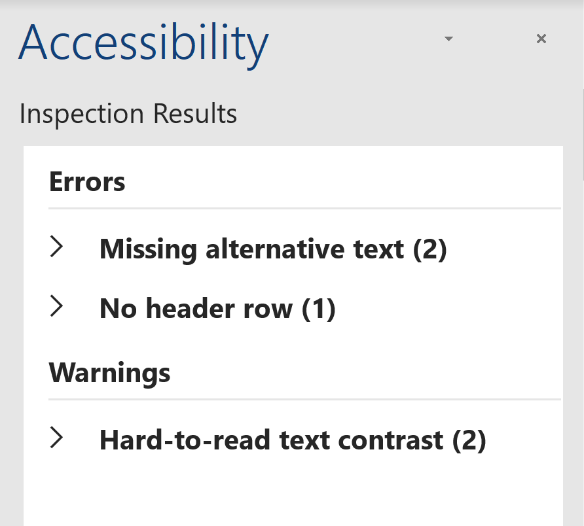 Accessibility
Inspection Results
Errors
Missing alternative text (2)
No header row (1)
Warnings
Hard-to-read text contrast (2)